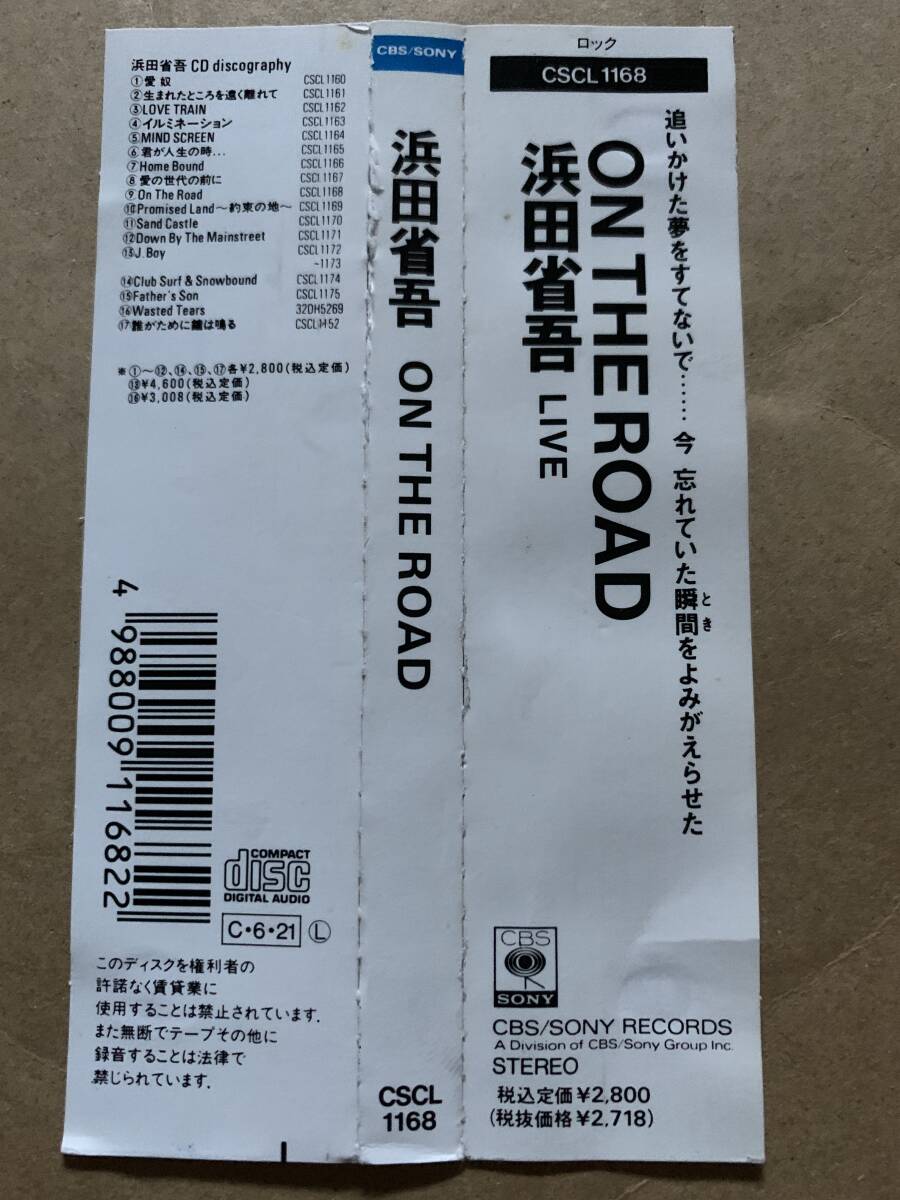 浜田省吾 CD discography
①愛奴 CSCL1160
②生まれたところを遠く離れて CSCL1161
③LOVE TRAIN CSCL1162
④イルミネーション CSCL1163
⑤MIND SCREEN CSCL1164
⑥君が人生の時... CSCL1165
⑦Home Bound CSCL1166
⑧愛の世代の前に CSCL1167
⑨On The Road CSCL1168
⑩Promised Land〜約束の地〜 CSCL1169
⑪Sand Castle CSCL1170
⑫Down By The Mainstreet CSCL1171
⑬J. Boy CSCL1172
~1173
⑭Club Surf & Snowbound CSCL1174
⑮Father's Son CSCL1175
⑯Wasted Tears 32DH5269
⑰誰がために鐘は鳴る CSCL1452
※①〜⑫、⑭、⑮、⑰各¥2,800(税込定価)
⑬¥4,600(税込定価)
⑯¥3,008(税込定価)
4 988009 116822
COMPACT
disc
DIGITAL AUDIO
C・6・21 Ⓛ
このディスクを権利者の
許諾なく賃貸業に
使用することは禁止されています.
また無断でテープその他に
録音することは法律で
禁じられています.
CBS/SONY
浜田省吾 ON THE ROAD
CSCL
1168
ロック
CSCL1168
追いかけた夢をすてないで……今 忘れていた瞬間をよみがえらせた
とき
ON THE ROAD
浜田省吾 LIVE
CBS
SONY
CBS/SONY RECORDS
A Division of CBS/Sony Group Inc.
STEREO
税込定価¥2,800
(税抜価格¥2,718)